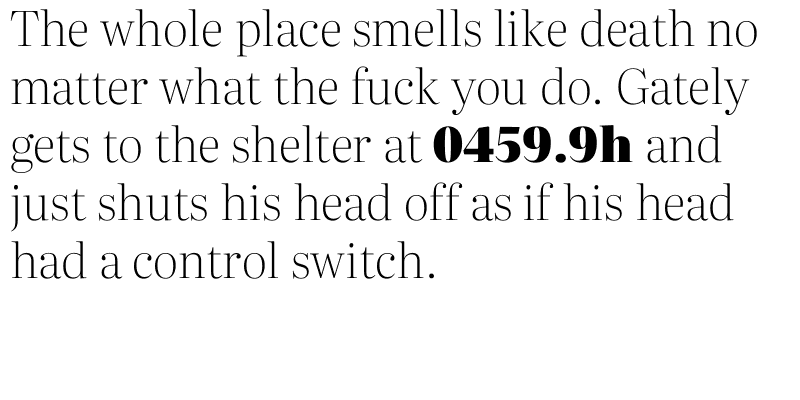 The whole place smells like death no
matter what the fuck you do. Gately
gets to the shelter at 0459.9h and
just shuts his head off as if his head
had a control switch.